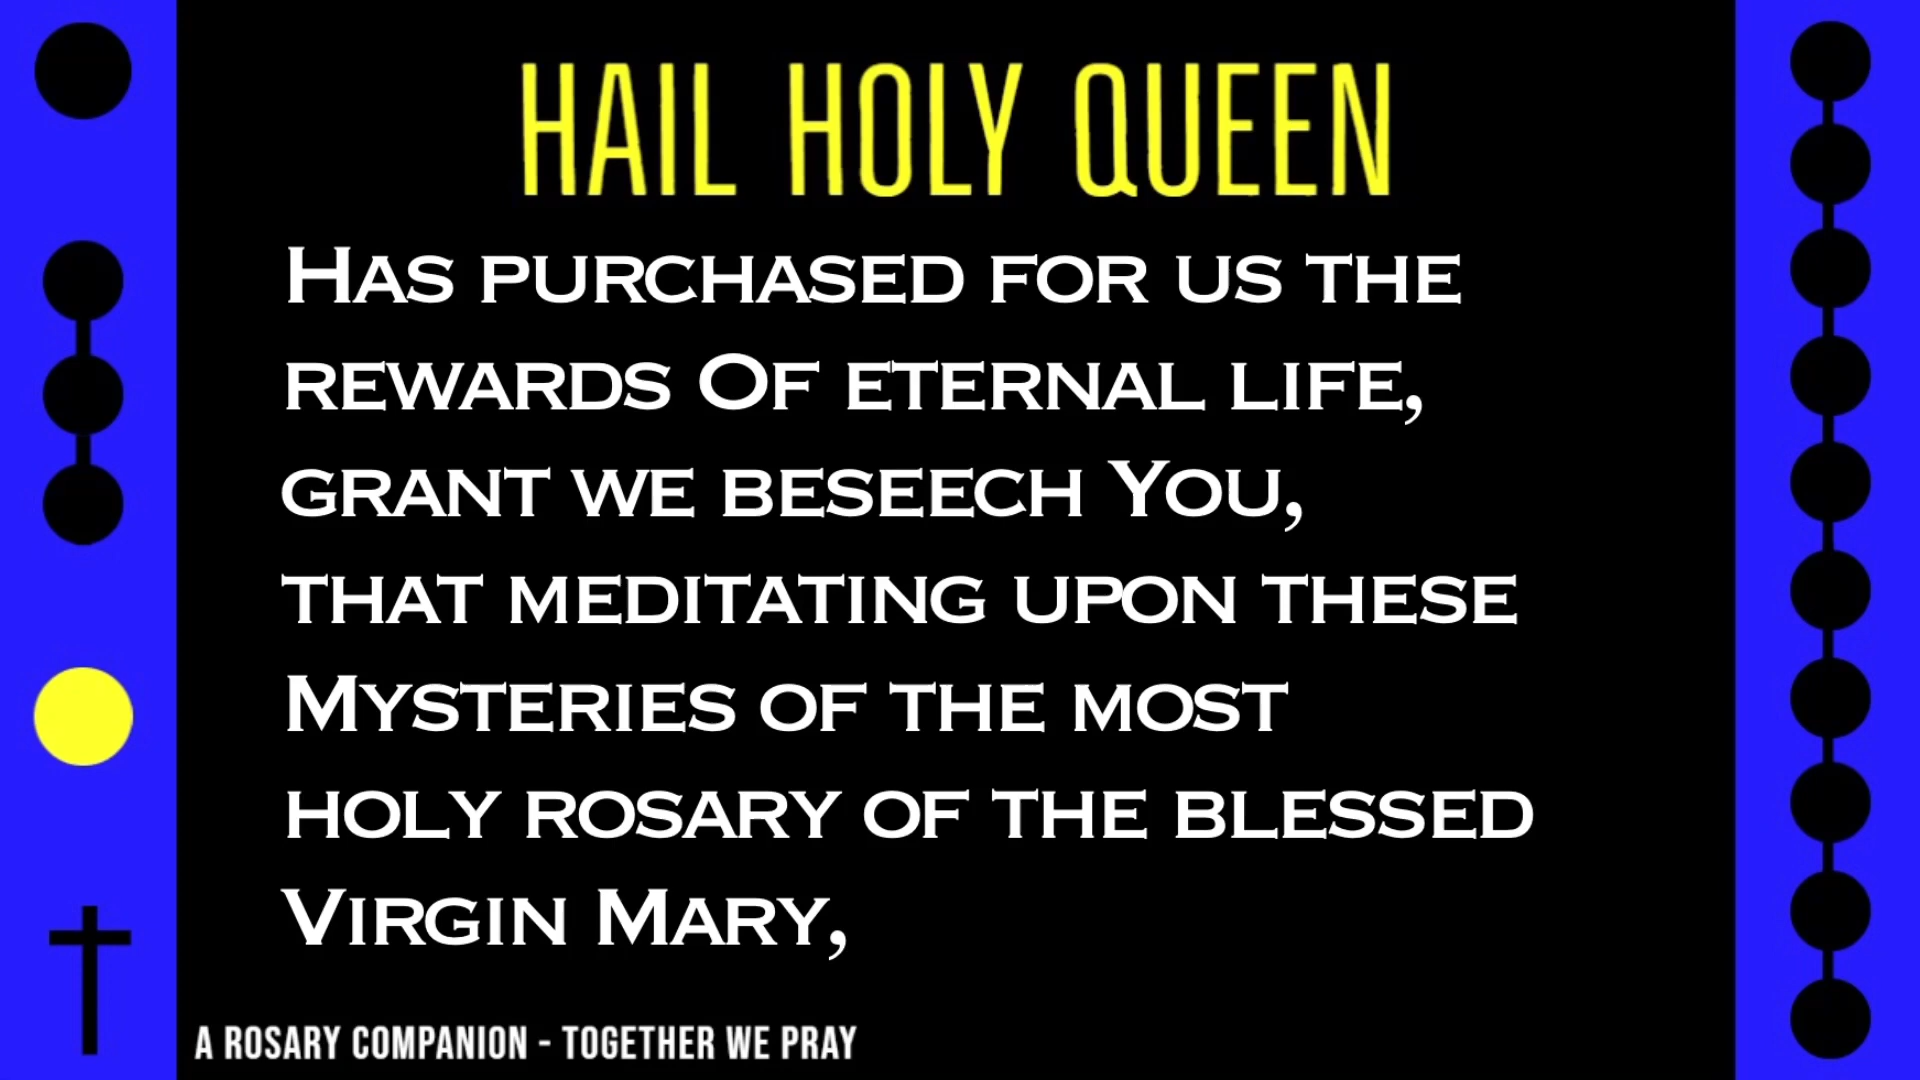 HAIL HOLY QUEEN
HAS PURCHASED FOR US THE
REWARDS OF ETERNAL LIFE,
GRANT WE BESEECH YOU,
THAT MEDITATING UPON THESE
MYSTERIES OF THE MOST
HOLY ROSARY OF THE BLESSED
VIRGIN MARY,
A ROSARY COMPANION - TOGETHER WE PRAY